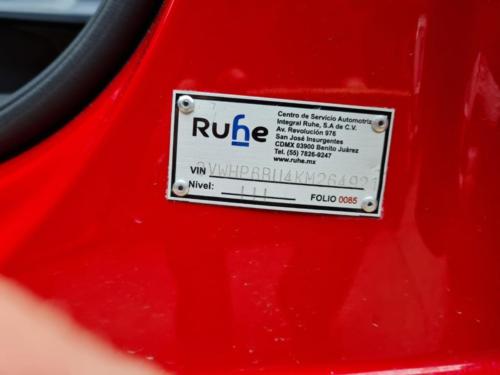 Ruhe
Centro de Servicio Automotriz
Integral Ruhe, S.A de C.V.
Av. Revolución 976
San José Insurgentes
CDMX 03900 Benito Juárez
Tel. (55) 7826-9247
www.ruhe.mx
VIN
Nivel: III
FOLIO 0085